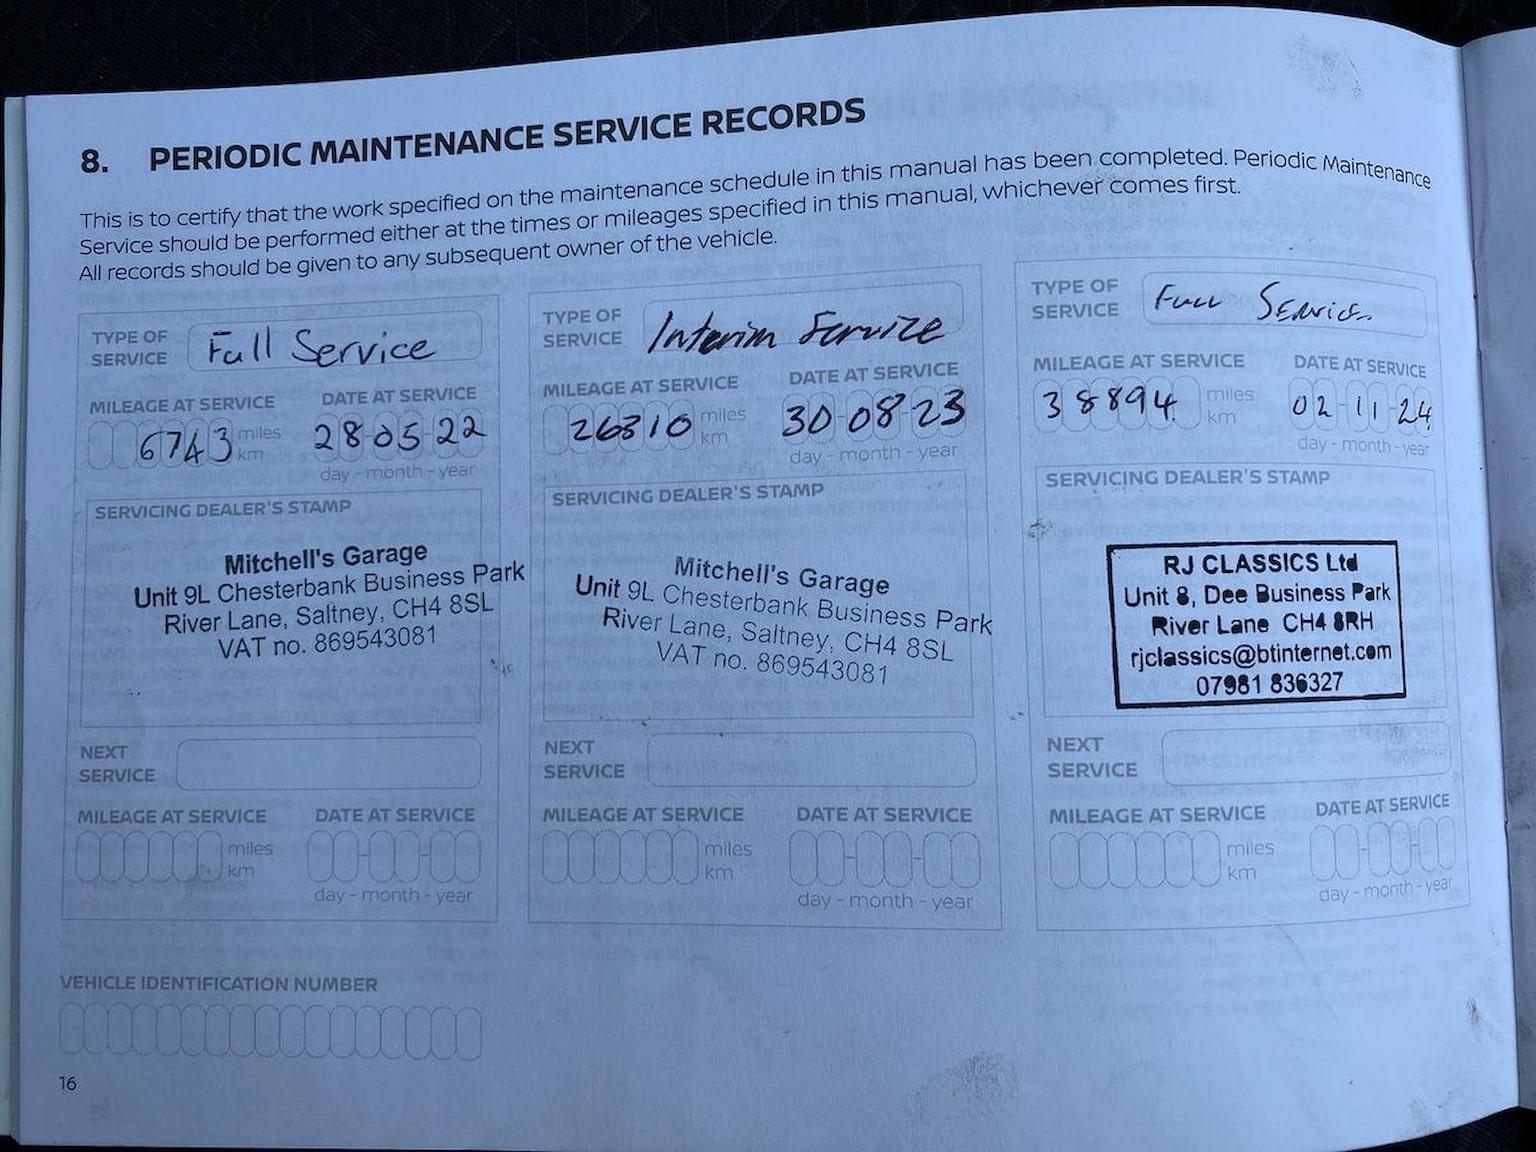 8. PERIODIC MAINTENANCE SERVICE RECORDS
This is to certify that the work specified on the maintenance schedule in this manual has been completed. Periodic Maintenance
Service should be performed either at the times or mileages specified in this manual, whichever comes first.
All records should be given to any subsequent owner of the vehicle.
TYPE OF
SERVICE
Full Service
MILEAGE AT SERVICE
DATE AT SERVICE
6743 miles
km
28-05-22
day - month - year
SERVICING DEALER'S STAMP
Mitchell's Garage
Unit 9L Chesterbank Business Park
River Lane, Saltney, CH4 8SL
VAT no. 869543081
NEXT
SERVICE
MILEAGE AT SERVICE
DATE AT SERVICE
miles
km
day - month - year
TYPE OF
SERVICE
Interim Service
MILEAGE AT SERVICE
DATE AT SERVICE
26310 miles
km
30-08-23
day - month - year
SERVICING DEALER'S STAMP
Mitchell's Garage
Unit 9L Chesterbank Business Park
River Lane, Saltney, CH4 8SL
VAT no. 869543081
NEXT
SERVICE
MILEAGE AT SERVICE
DATE AT SERVICE
miles
km
day - month - year
TYPE OF
SERVICE
Full Service
MILEAGE AT SERVICE
DATE AT SERVICE
38894 miles
km
02-11-24
day - month - year
SERVICING DEALER'S STAMP
RJ CLASSICS Ltd
Unit 8, Dee Business Park
River Lane CH4 8RH
rjclassics@btinternet.com
07981 836327
NEXT
SERVICE
MILEAGE AT SERVICE
DATE AT SERVICE
miles
km
day - month - year
VEHICLE IDENTIFICATION NUMBER
16